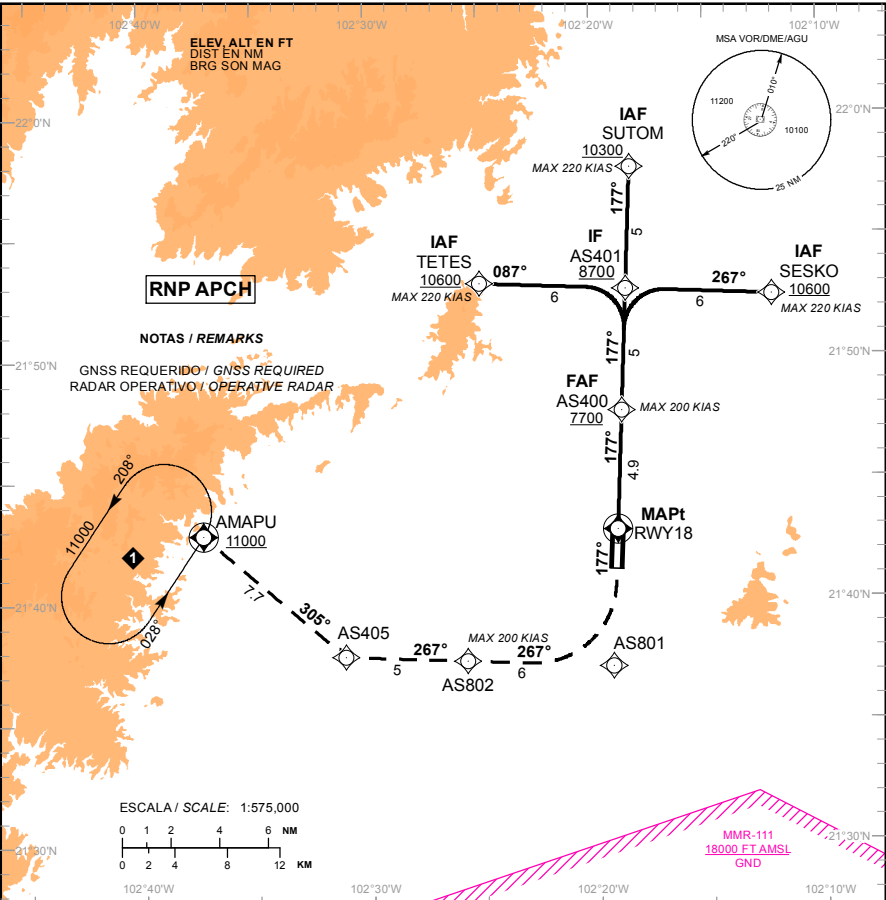 102°40'W
102°30'W
102°20'W
102°10'W
ELEV, ALT EN FT
DIST EN NM
BRG SON MAG
MSA VOR/DME/AGU
010°
11200
10100
220°
25 NM
22°0'N
22°0'N
IAF
SUTOM
10300
MAX 220 KIAS
177°
5
IF
AS401
8700
IAF
TETES
10600
MAX 220 KIAS
087°
6
IAF
SESKO
10600
MAX 220 KIAS
267°
6
RNP APCH
NOTAS / REMARKS
GNSS REQUERIDO / GNSS REQUIRED
RADAR OPERATIVO / OPERATIVE RADAR
21°50'N
21°50'N
177°
5
FAF
AS400
7700
MAX 200 KIAS
177°
4.9
MAPt
RWY18
177°
208°
11000
1
028°
AMAPU
11000
7.7
305°
21°40'N
21°40'N
AS405
267°
5
MAX 200 KIAS
AS802
267°
6
AS801
ESCALA / SCALE: 1:575,000
0 1 2 4 6 NM
0 2 4 8 12 KM
MMR-111
18000 FT AMSL
GND
21°30'N
21°30'N
102°40'W
102°30'W
102°20'W
102°10'W